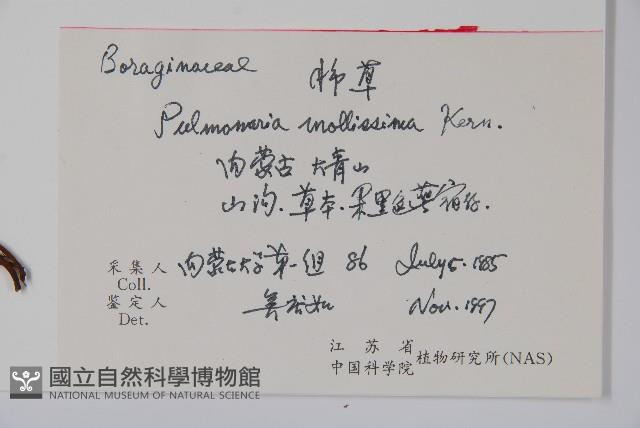 Boraginaceae 肺草
Pulmonaria mollissima Kern.
内蒙古 大青山
山沟.草本.果黑色萼宿存.
采集人 内蒙古大学第一组 86 July 5. 1985
Coll.
鉴定人 Nov. 1997
Det.
江苏省
中国科学院 植物研究所(NAS)
國立自然科學博物館
NATIONAL MUSEUM OF NATURAL SCIENCE